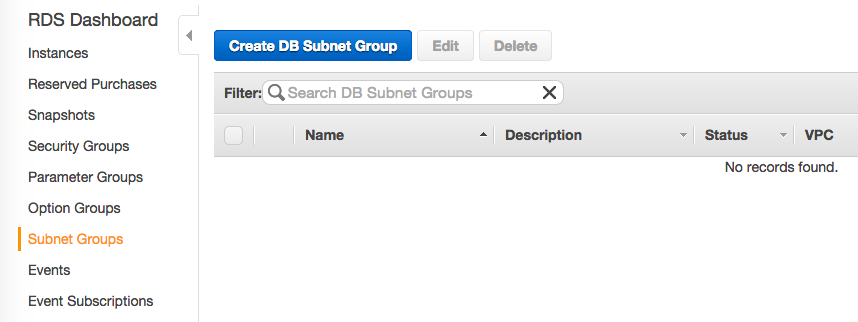 RDS Dashboard
Instances
Reserved Purchases
Snapshots
Security Groups
Parameter Groups
Option Groups
Subnet Groups
Events
Event Subscriptions
Create DB Subnet Group Edit Delete
Filter: Search DB Subnet Groups
Name Description Status VPC
No records found.